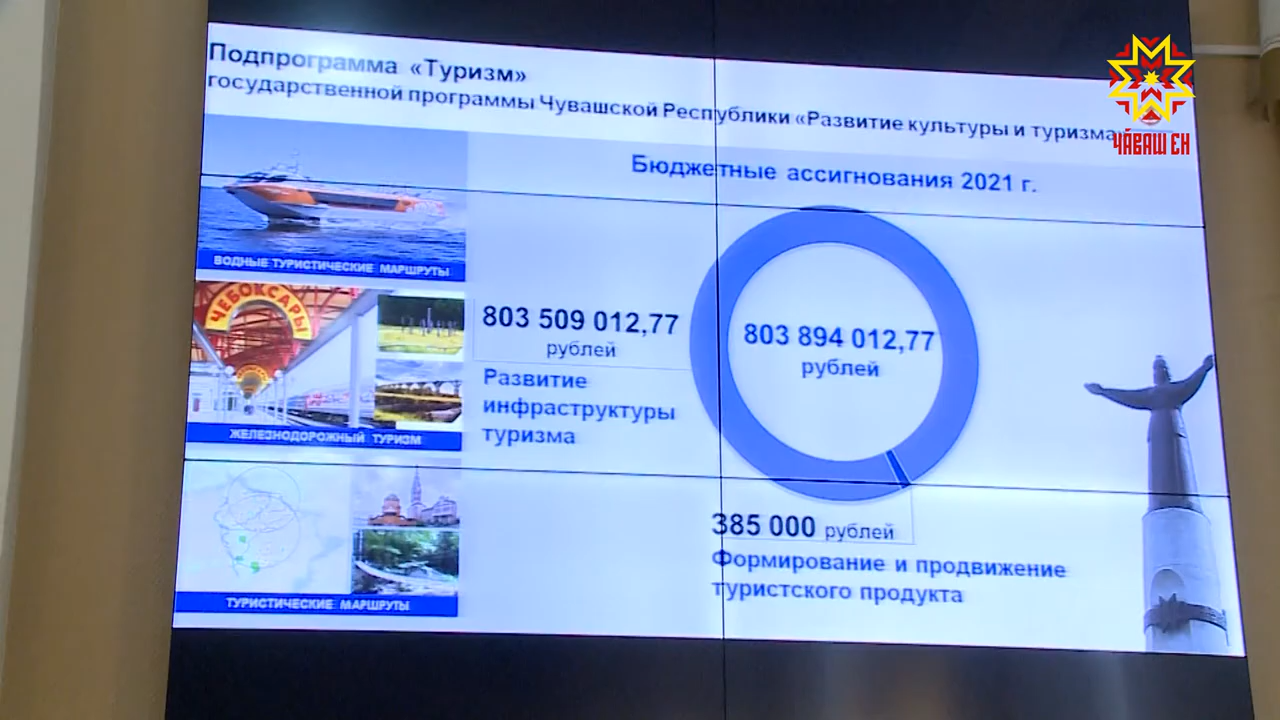 Подпрограмма «Туризм»
государственной программы Чувашской Республики «Развитие культуры и туризма»
ЧӐВАШ ЕН
Бюджетные ассигнования 2021 г.
ВОДНЫЕ ТУРИСТИЧЕСКИЕ МАРШРУТЫ
ЧЕБОКСАРЫ
ЖЕЛЕЗНОДОРОЖНЫЙ ТУРИЗМ
ТУРИСТИЧЕСКИЕ МАРШРУТЫ
803 509 012,77
рублей
Развитие
инфраструктуры
туризма
803 894 012,77
рублей
385 000 рублей
Формирование и продвижение
туристского продукта